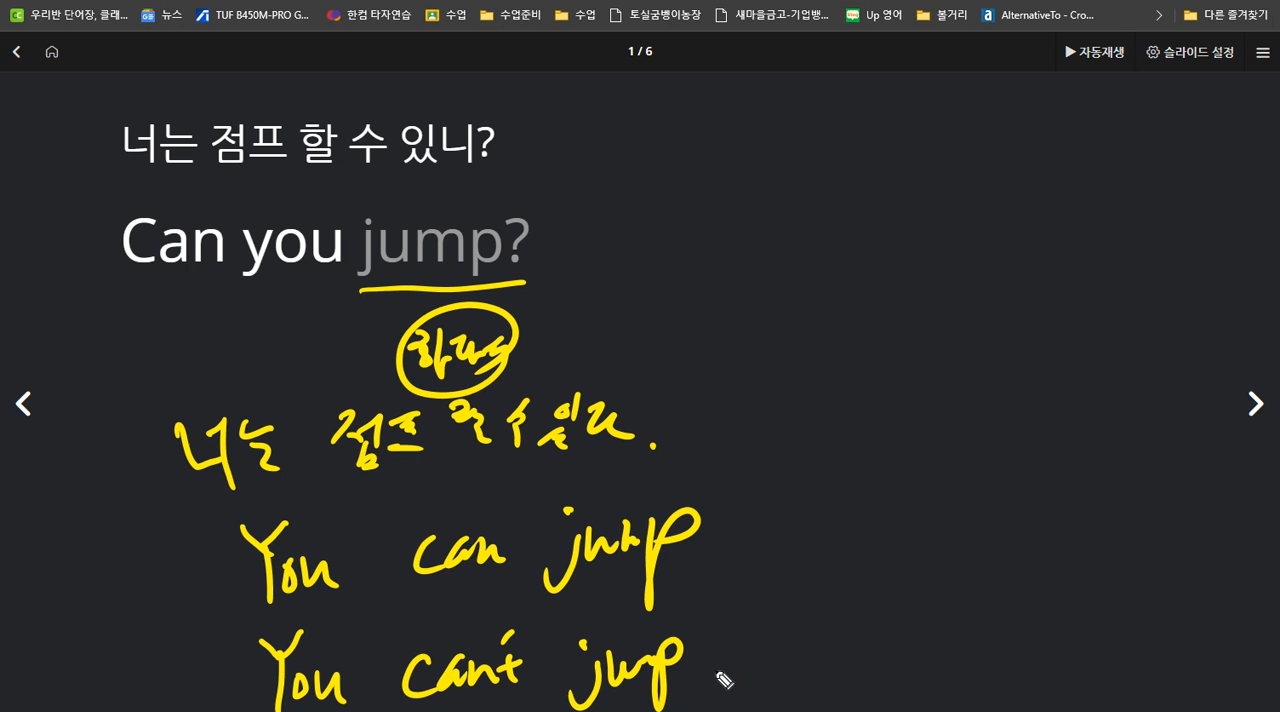 우리반 단어장, 클래... 뉴스 TUF B450M-PRO G... 한컴 타자연습 수업 수업준비 수업 토실굼벵이농장 새마을금고-기업뱅... Up 영어 볼거리 AlternativeTo - Cro... 다른 즐겨찾기
1 / 6 자동재생 슬라이드 설정
너는 점프 할 수 있니?
Can you jump?
너는 점프 할 수 있다.
You can jump
You can't jump